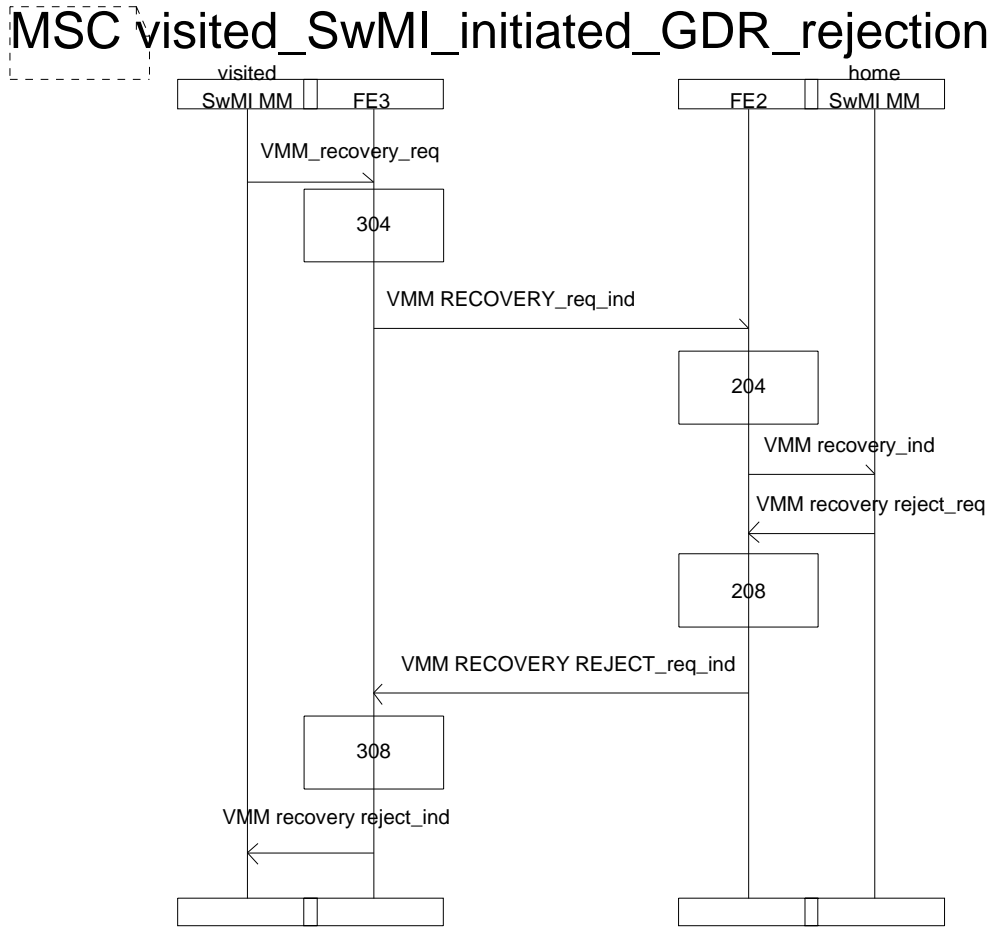 MSC visited_SwMI_initiated_GDR_rejection
visited
home
SwMI MM
FE3
FE2
SwMI MM
VMM_recovery_req
304
VMM RECOVERY_req_ind
204
VMM recovery_ind
VMM recovery reject_req
208
VMM RECOVERY REJECT_req_ind
308
VMM recovery reject_ind